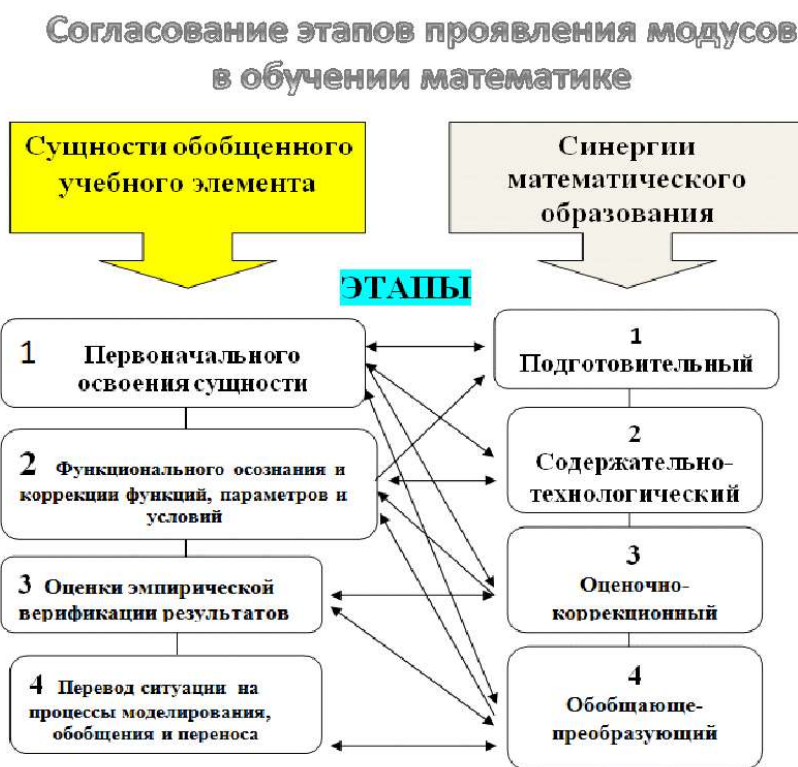 Согласование этапов проявления модусов
в обучении математике
Сущности обобщенного
учебного элемента
Синергии
математического
образования
ЭТАПЫ
1 Первоначального
освоения сущности
2 Функционального осознания и
коррекции функций, параметров и
условий
3 Оценки эмпирической
верификации результатов
4 Перевод ситуации на
процессы моделирования,
обобщения и переноса
1
Подготовительный
2
Содержательно-
технологический
3
Оценочно-
коррекционный
4
Обобщающе-
преобразующий